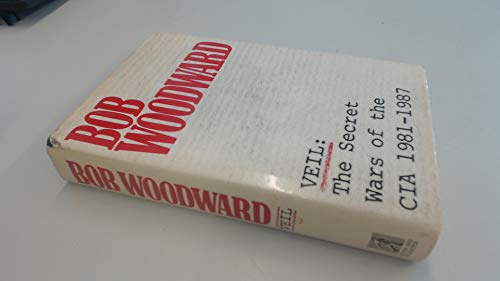 BOB
WOODWARD
VEIL:
The Secret
Wars of the
CIA 1981-1987
BOB WOODWARD
VEIL